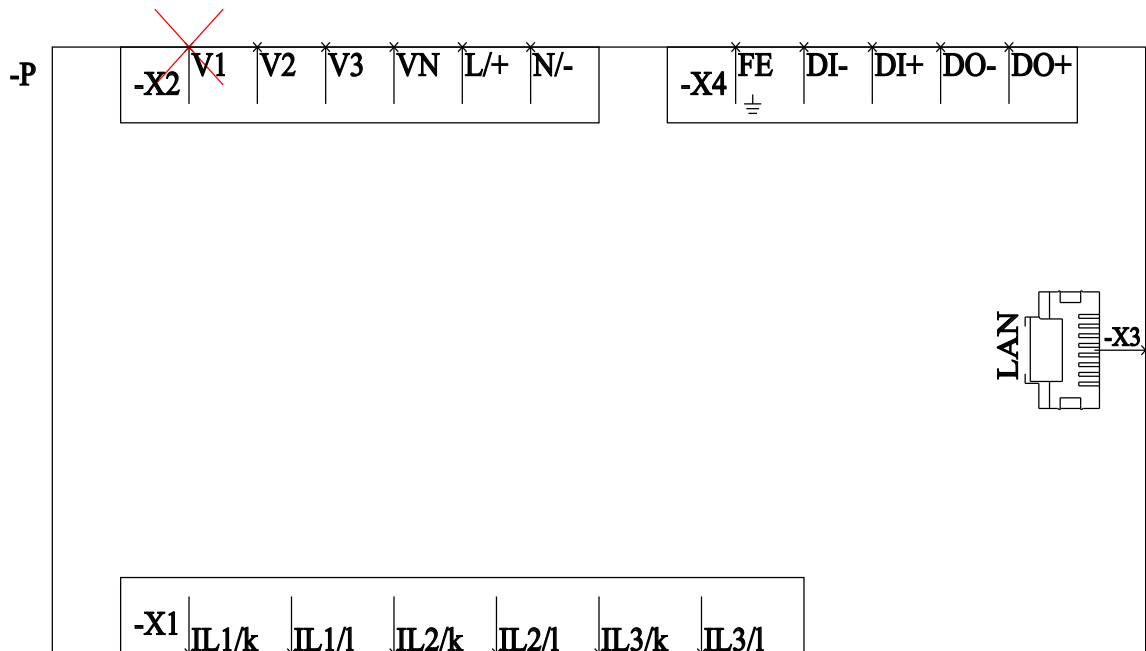 -P
-X2 V1 V2 V3 VN L/+ N/-
-X4 FE DI- DI+ DO- DO+
LAN
-X3
-X1 IL1/k IL1/l IL2/k IL2/l IL3/k IL3/l